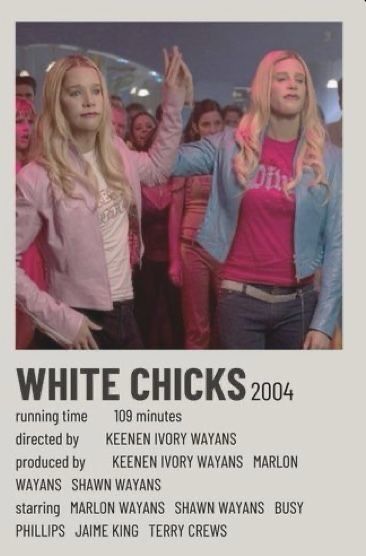 WHITE CHICKS 2004
running time 109 minutes
directed by KEENEN IVORY WAYANS
produced by KEENEN IVORY WAYANS MARLON
WAYANS SHAWN WAYANS
starring MARLON WAYANS SHAWN WAYANS BUSY
PHILLIPS JAIME KING TERRY CREWS